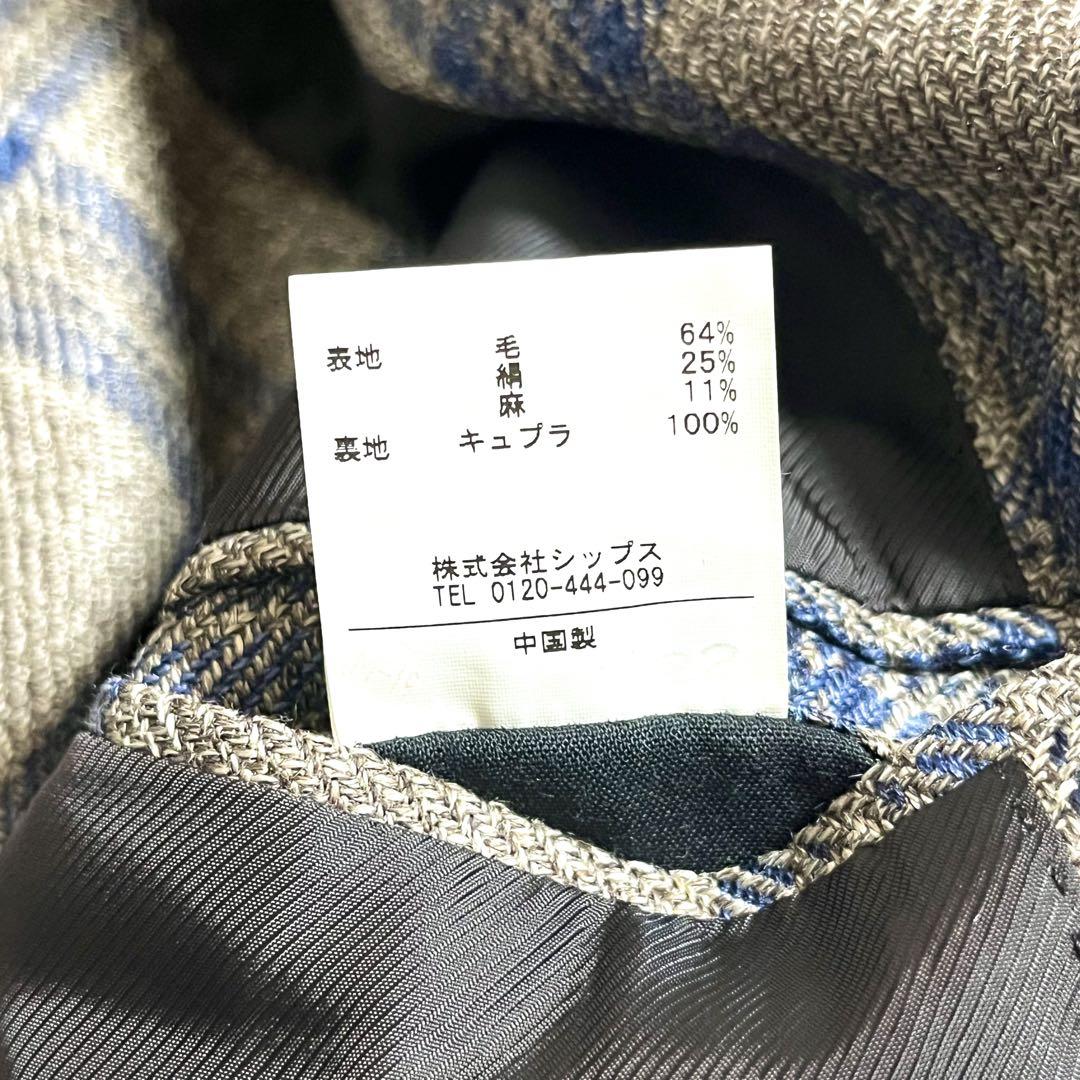 表地 毛 64%
絹 25%
麻 11%
裏地 キュプラ 100%
株式会社シップス
TEL 0120-444-099
中国製